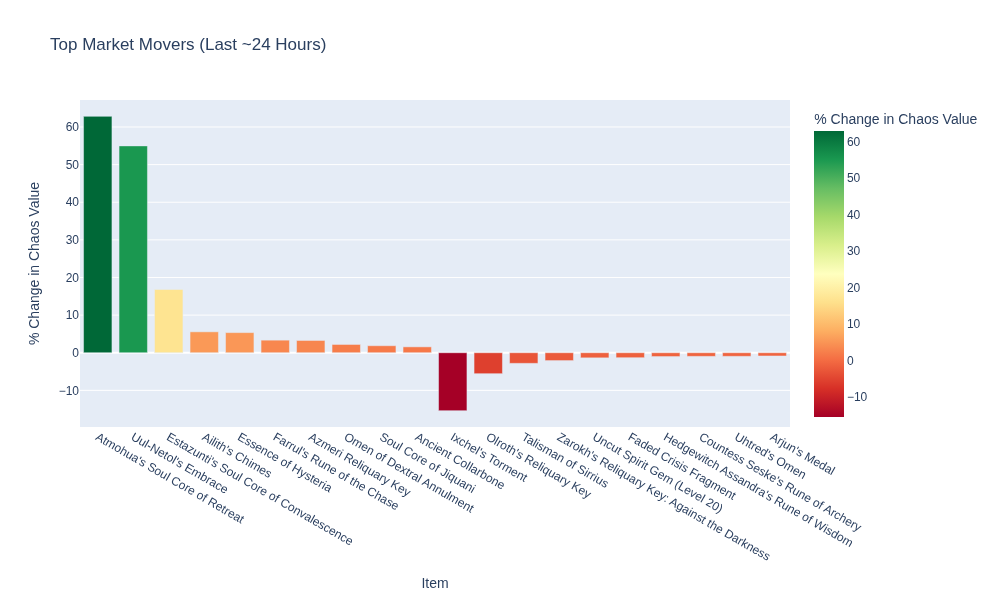 Top Market Movers (Last ~24 Hours)
% Change in Chaos Value
60
50
40
30
20
10
0
−10
% Change in Chaos Value
60
50
40
30
20
10
0
−10
Atmohua's Soul Core of Retreat
Uul-Netol's Embrace
Estazunti's Soul Core of Convalescence
Ailith's Chimes
Essence of Hysteria
Farrul's Rune of the Chase
Azmeri Reliquary Key
Omen of Dextral Annulment
Soul Core of Jiquani
Ancient Collarbone
Ixchel's Torment
Olroth's Reliquary Key
Talisman of Sirrius
Zarokh's Reliquary Key: Against the Darkness
Uncut Spirit Gem (Level 20)
Faded Crisis Fragment
Hedgewitch Assandra's Rune of Wisdom
Countess Seske's Rune of Archery
Uhtred's Omen
Arjun's Medal
Item